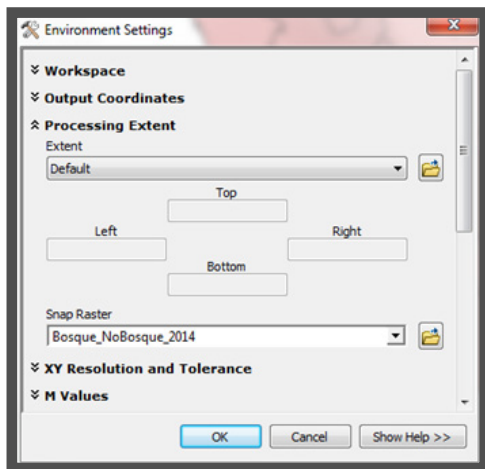 Environment Settings
Workspace
Output Coordinates
Processing Extent
Extent
Default
Top
Left Right
Bottom
Snap Raster
Bosque_NoBosque_2014
XY Resolution and Tolerance
M Values
OK Cancel Show Help >>